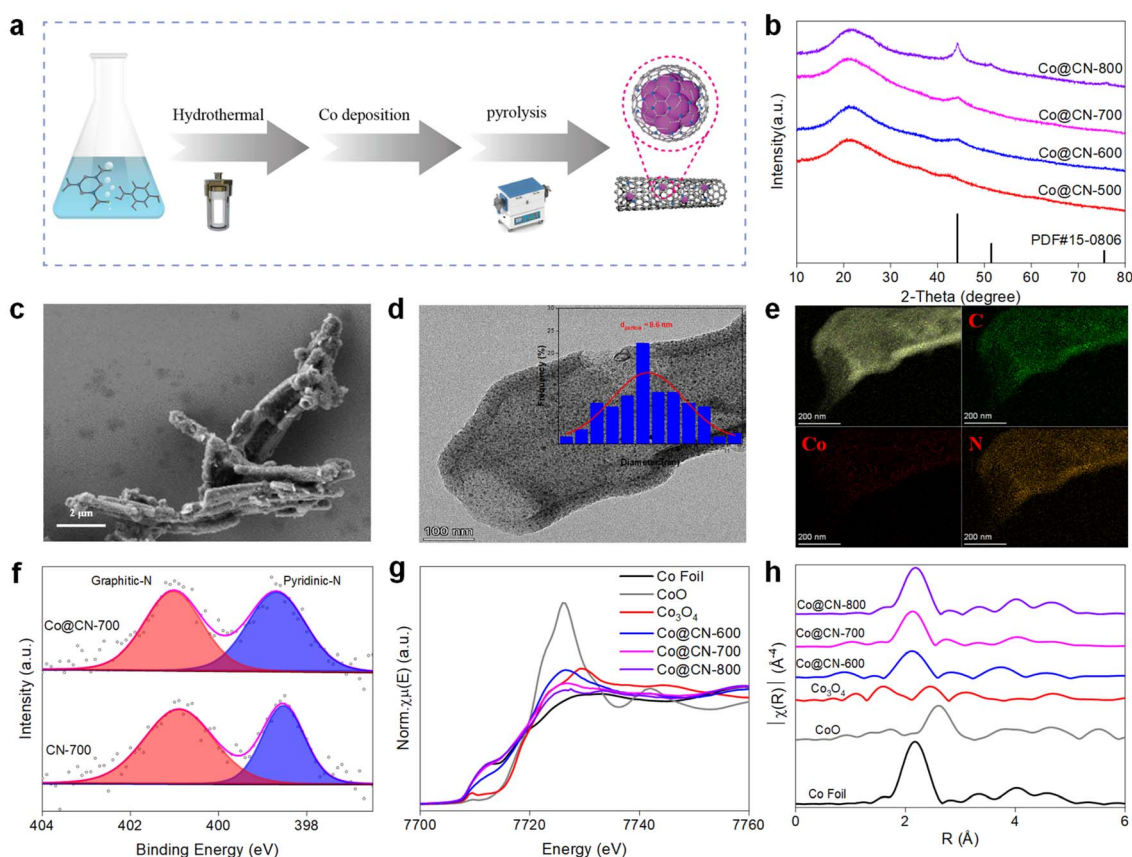 a
Hydrothermal
Co deposition
pyrolysis
b
Intensity(a.u.)
Co@CN-800
Co@CN-700
Co@CN-600
Co@CN-500
PDF#15-0806
10 20 30 40 50 60 70 80
2-Theta (degree)
c
2 μm
d
Frequency (%)
30
20
100 nm
e
C
Co
N
200 nm
200 nm
200 nm
200 nm
f
Intensity (a.u.)
Graphitic-N
Pyridinic-N
Co@CN-700
CN-700
404 402 400 398
Binding Energy (eV)
g
Norm.χμ(E) (a.u.)
Co Foil
CoO
Co₃O₄
Co@CN-600
Co@CN-700
Co@CN-800
7700 7720 7740 7760
Energy (eV)
h
|χ(R)| (Å⁻⁴)
Co@CN-800
Co@CN-700
Co@CN-600
Co₃O₄
CoO
Co Foil
0 2 4 6
R (Å)